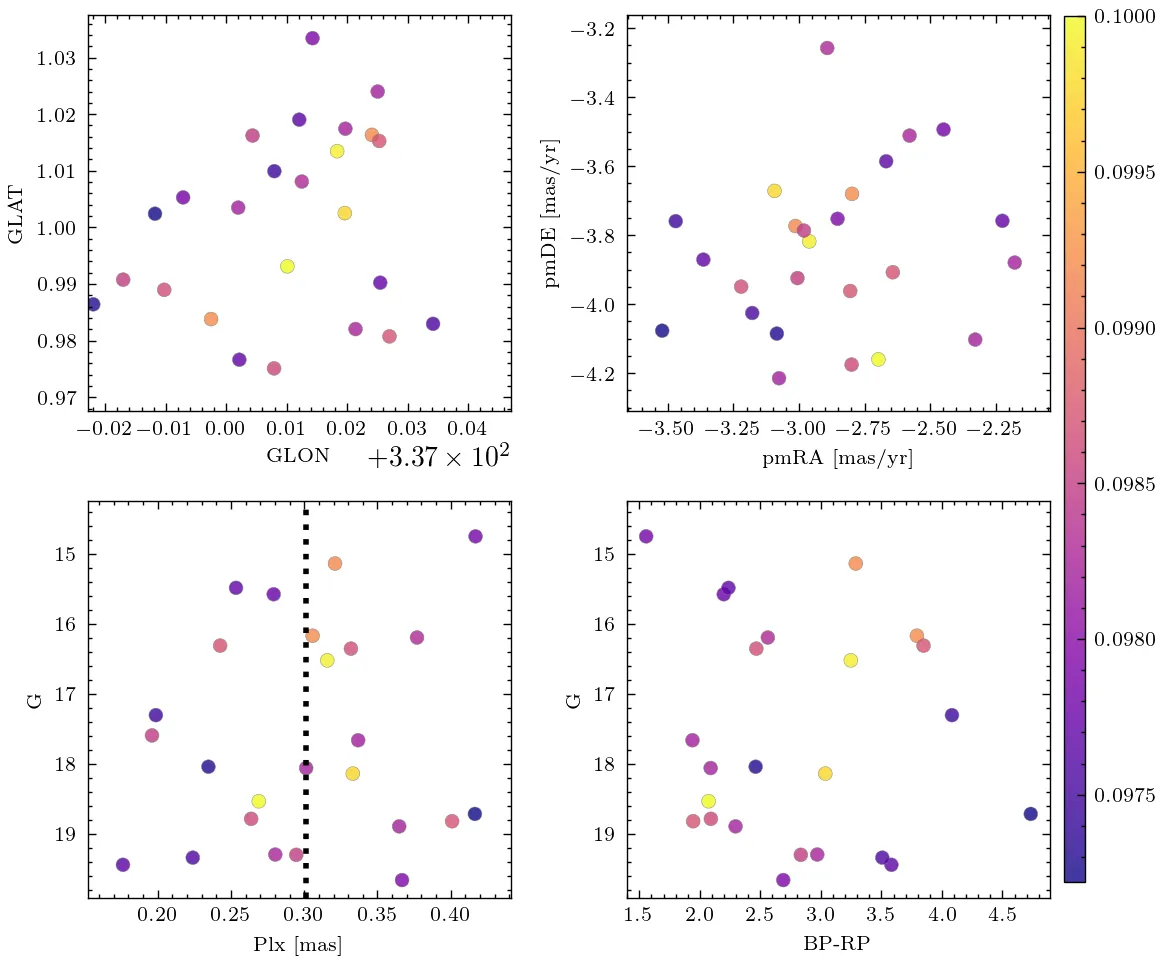 1.03
1.02
1.01
1.00
0.99
0.98
0.97
GLAT
−0.02 −0.01 0.00 0.01 0.02 0.03 0.04
GLON
+3.37 × 10²
−3.2
−3.4
−3.6
−3.8
−4.0
−4.2
pmDE [mas/yr]
−3.50 −3.25 −3.00 −2.75 −2.50 −2.25
pmRA [mas/yr]
0.1000
0.0995
0.0990
0.0985
0.0980
0.0975
15
16
17
18
19
G
0.20 0.25 0.30 0.35 0.40
Plx [mas]
15
16
17
18
19
G
1.5 2.0 2.5 3.0 3.5 4.0 4.5
BP-RP